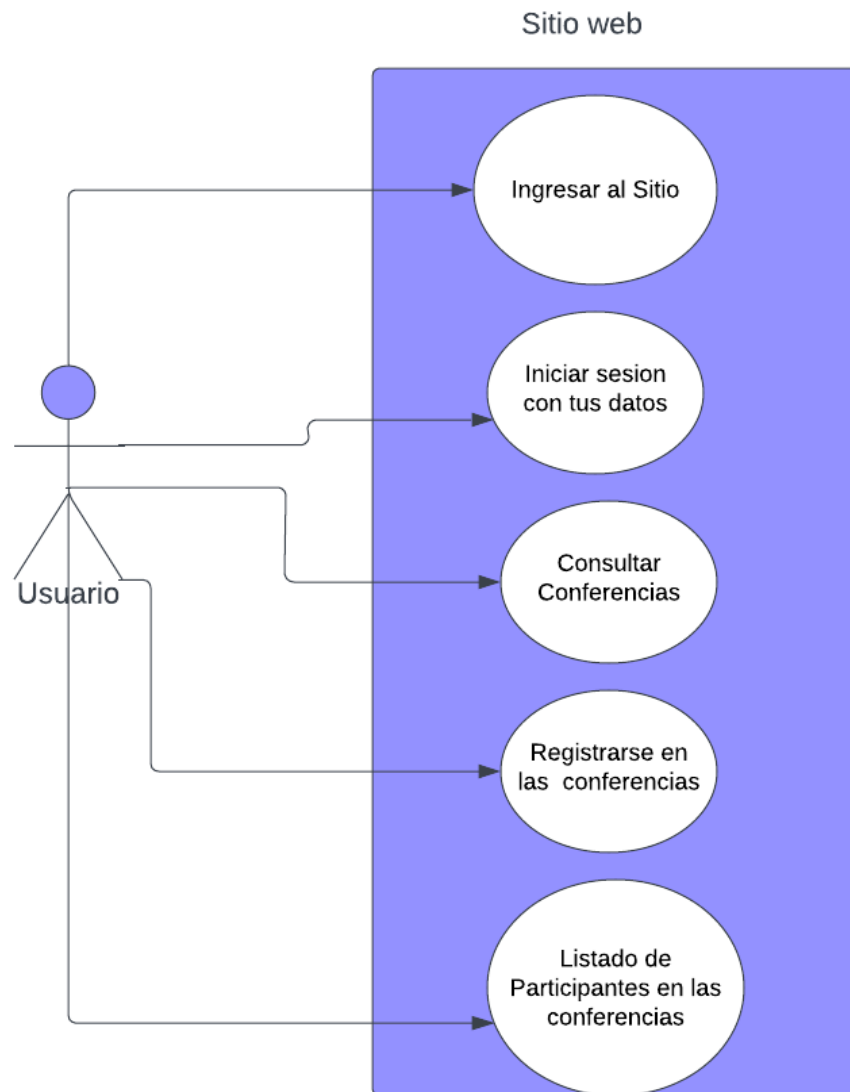 Sitio web
Ingresar al Sitio
Iniciar sesion
con tus datos
Consultar
Conferencias
Usuario
Registrarse en
las conferencias
Listado de
Participantes en las
conferencias